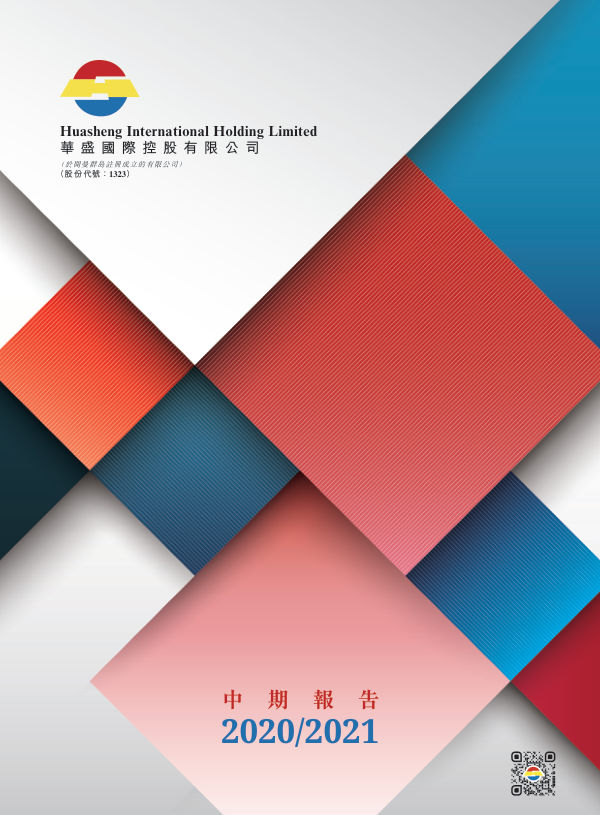 Huasheng International Holding Limited
華盛國際控股有限公司
(於開曼群島註冊成立的有限公司)
(股份代號：1323)
中期報告
2020/2021